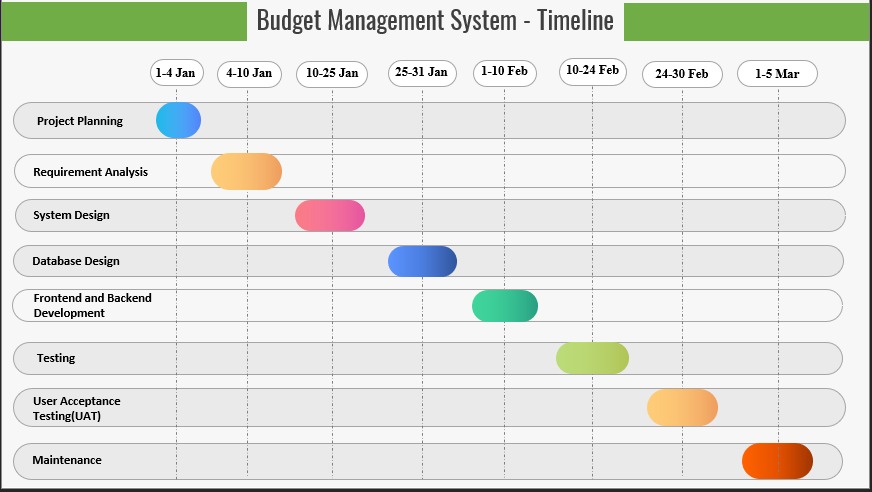 Budget Management System - Timeline
1-4 Jan
4-10 Jan
10-25 Jan
25-31 Jan
1-10 Feb
10-24 Feb
24-30 Feb
1-5 Mar
Project Planning
Requirement Analysis
System Design
Database Design
Frontend and Backend
Development
Testing
User Acceptance
Testing(UAT)
Maintenance